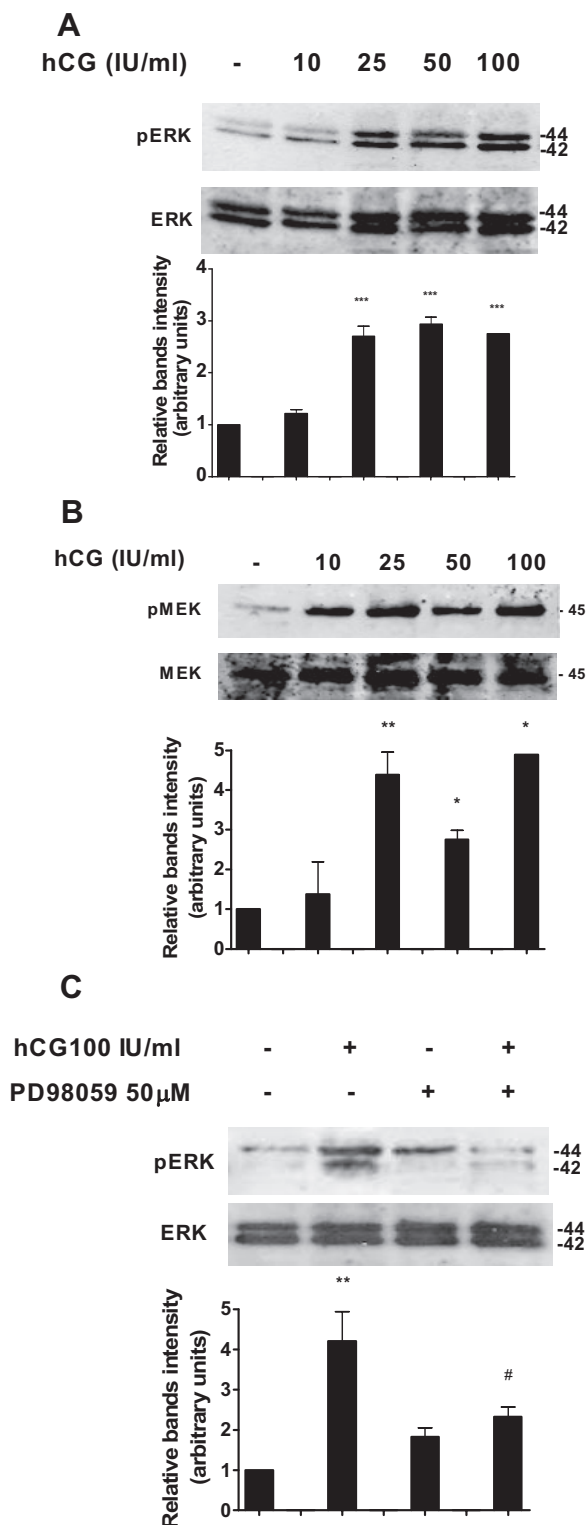 A
hCG (IU/ml) - 10 25 50 100
pERK -44
-42
ERK -44
-42
Relative bands intensity
(arbitrary units)
4
3
2
1
0
***
***
***
B
hCG (IU/ml) - 10 25 50 100
pMEK - 45
MEK - 45
Relative bands intensity
(arbitrary units)
5
4
3
2
1
0
**
*
*
C
hCG100 IU/ml - + - +
PD98059 50μM - - + +
pERK -44
-42
ERK -44
-42
Relative bands intensity
(arbitrary units)
5
4
3
2
1
0
**
#